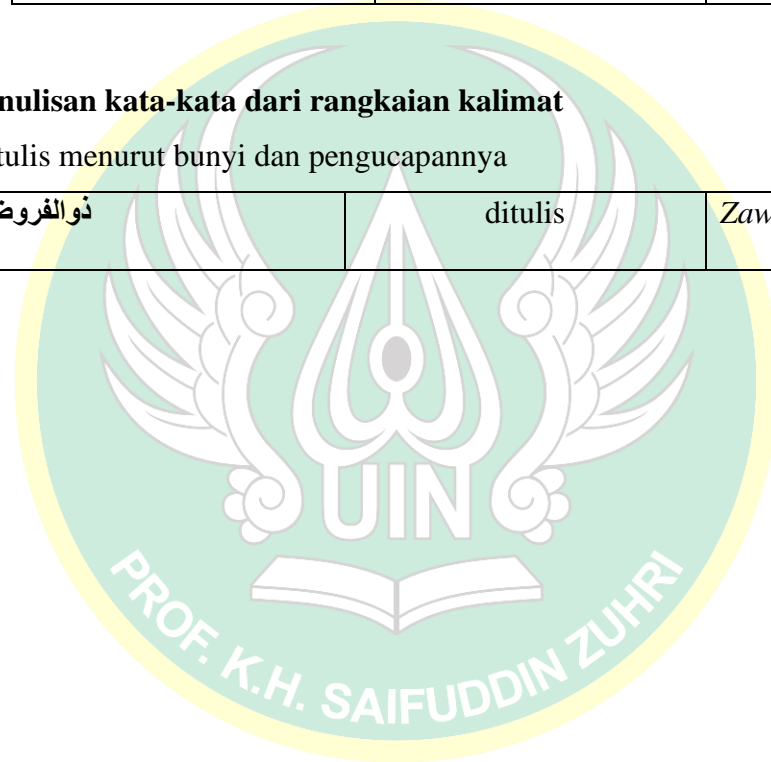 nulisan kata-kata dari rangkaian kalimat
tulis menurut bunyi dan pengucapannya
ذوالفروض ditulis Zaw
UIN
PROF. K.H. SAIFUDDIN ZUHRI